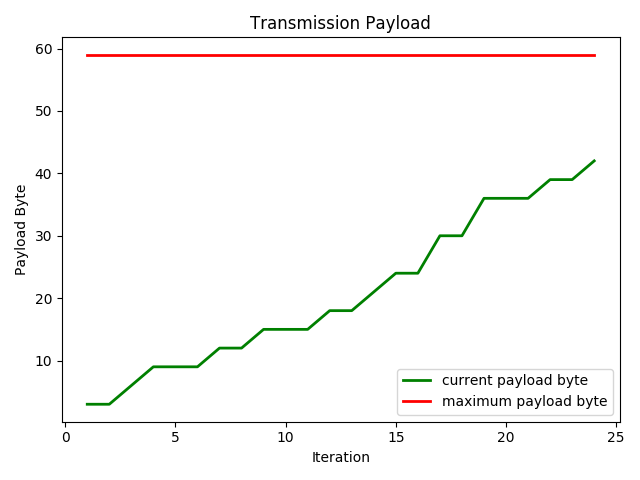 Transmission Payload
60
50
40
30
20
10
Payload Byte
current payload byte
maximum payload byte
0 5 10 15 20 25
Iteration